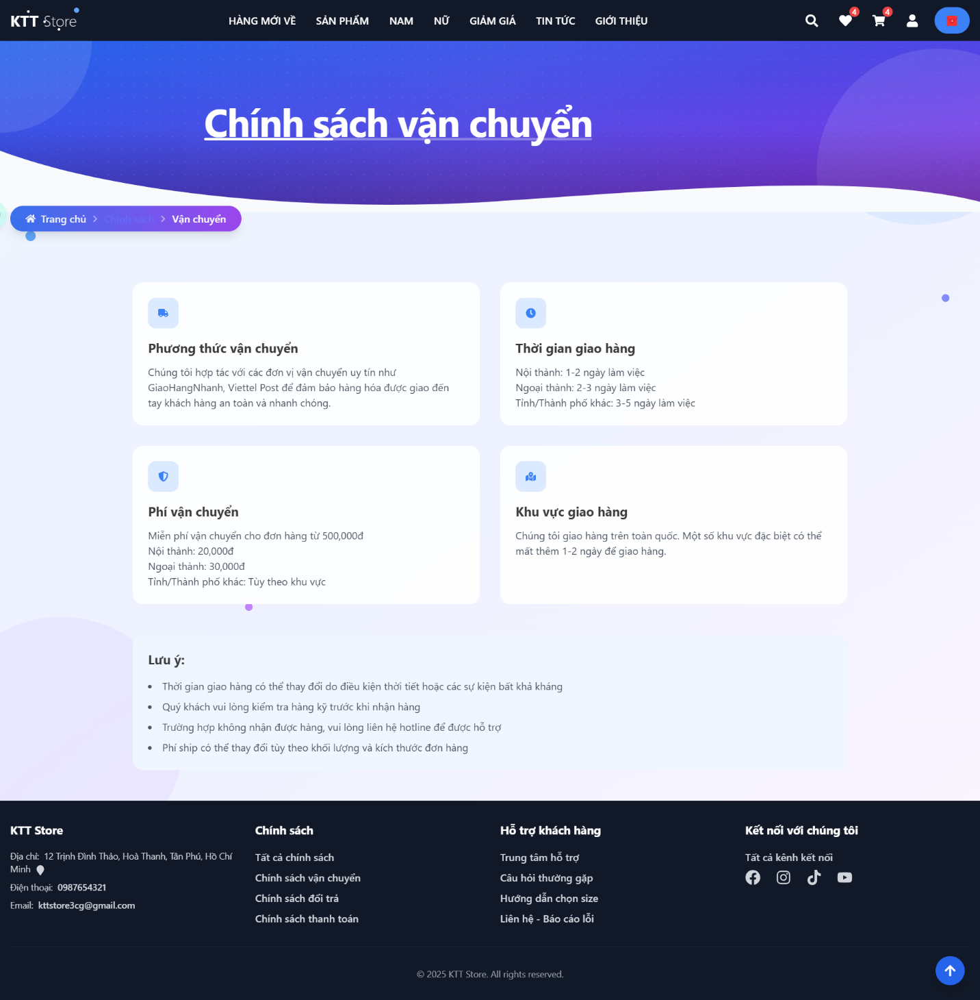 KTT Store
HÀNG MỚI VỀ
SẢN PHẨM
NAM
NỮ
GIẢM GIÁ
TIN TỨC
GIỚI THIỆU
4
4
Chính sách vận chuyển
Trang chủ
Chính sách
Vận chuyển
Phương thức vận chuyển
Chúng tôi hợp tác với các đơn vị vận chuyển uy tín như
GiaoHangNhanh, Viettel Post để đảm bảo hàng hóa được giao đến
tay khách hàng an toàn và nhanh chóng.
Thời gian giao hàng
Nội thành: 1-2 ngày làm việc
Ngoại thành: 2-3 ngày làm việc
Tỉnh/Thành phố khác: 3-5 ngày làm việc
Phí vận chuyển
Miễn phí vận chuyển cho đơn hàng từ 500,000đ
Nội thành: 20,000đ
Ngoại thành: 30,000đ
Tỉnh/Thành phố khác: Tùy theo khu vực
Khu vực giao hàng
Chúng tôi giao hàng trên toàn quốc. Một số khu vực đặc biệt có thể
mất thêm 1-2 ngày để giao hàng.
Lưu ý:
Thời gian giao hàng có thể thay đổi do điều kiện thời tiết hoặc các sự kiện bất khả kháng
Quý khách vui lòng kiểm tra hàng kỹ trước khi nhận hàng
Trường hợp không nhận được hàng, vui lòng liên hệ hotline để được hỗ trợ
Phí ship có thể thay đổi tùy theo khối lượng và kích thước đơn hàng
KTT Store
Địa chỉ: 12 Trịnh Đình Thảo, Hoà Thanh, Tân Phú, Hồ Chí
Minh
Điện thoại: 0987654321
Email: kttstore3cg@gmail.com
Chính sách
Tất cả chính sách
Chính sách vận chuyển
Chính sách đổi trả
Chính sách thanh toán
Hỗ trợ khách hàng
Trung tâm hỗ trợ
Câu hỏi thường gặp
Hướng dẫn chọn size
Liên hệ - Báo cáo lỗi
Kết nối với chúng tôi
Tất cả kênh kết nối
© 2025 KTT Store. All rights reserved.